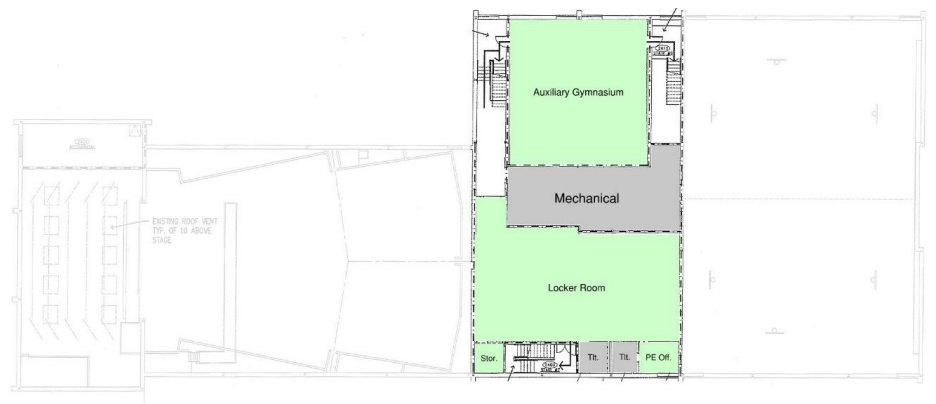 Auxiliary Gymnasium
Mechanical
EXISTING ROOF VENT
TYP. OF 10 ABOVE
STAGE
Locker Room
Stor.
Tlt.
Tlt.
PE Off.